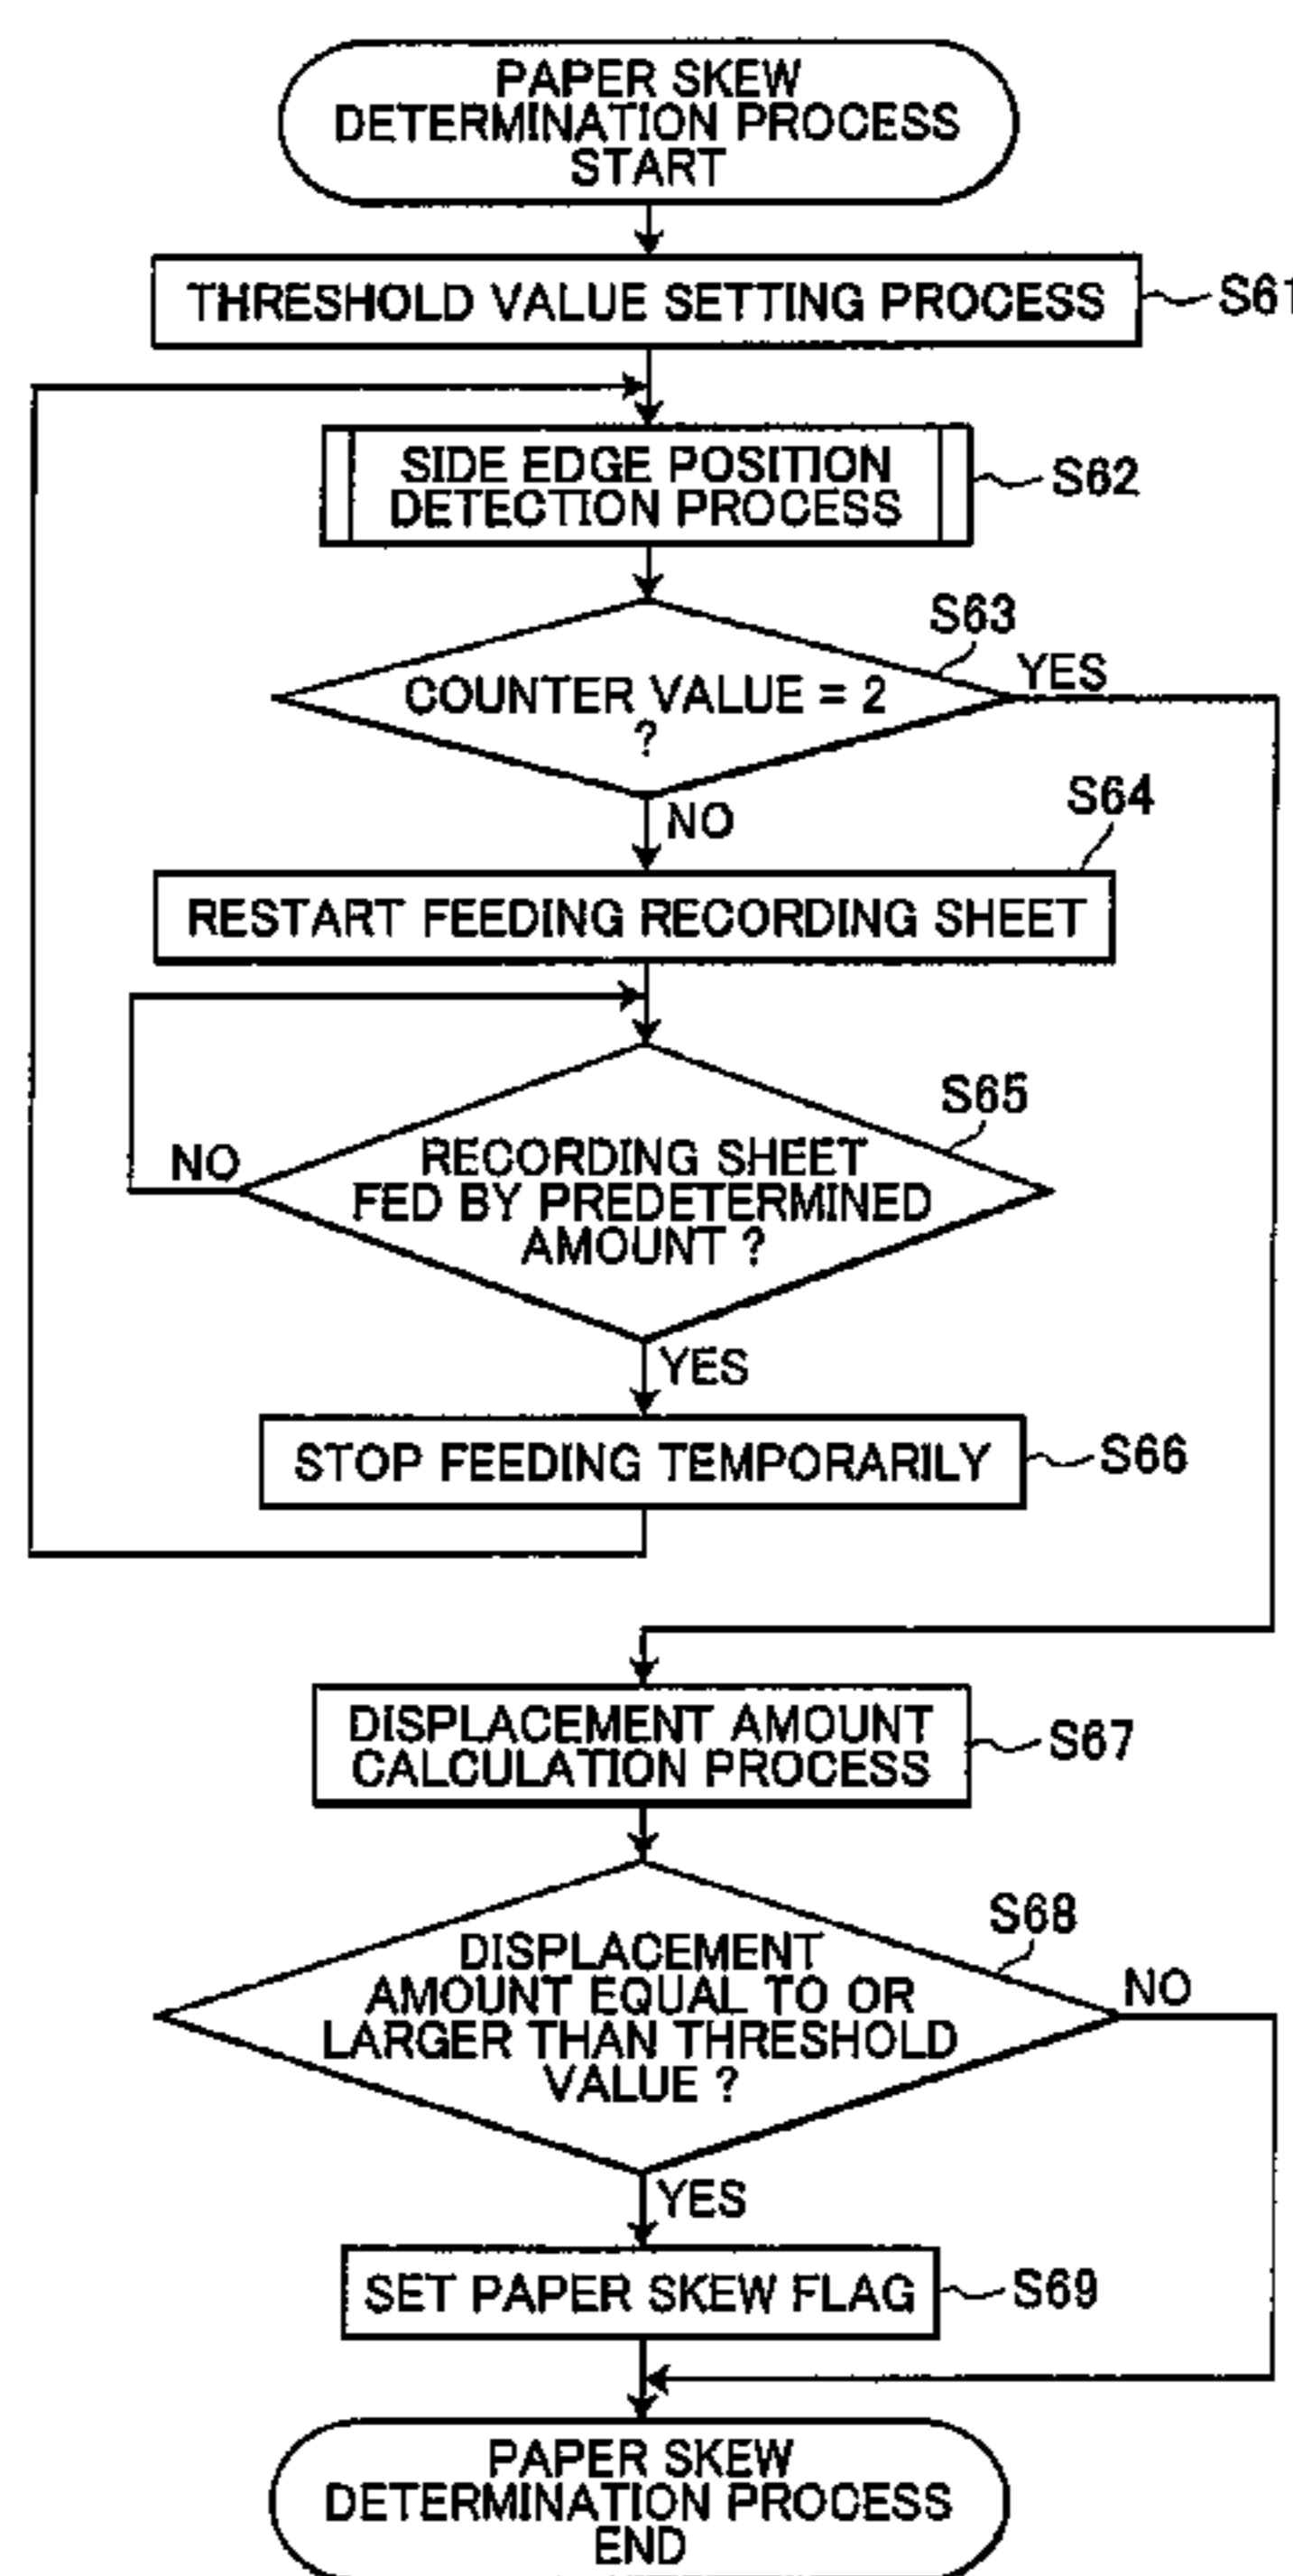 PAPER SKEW
DETERMINATION PROCESS
START
THRESHOLD VALUE SETTING PROCESS
S61
SIDE EDGE POSITION
DETECTION PROCESS
S62
S63
YES
COUNTER VALUE = 2
?
NO
S64
RESTART FEEDING RECORDING SHEET
S65
NO
RECORDING SHEET
FED BY PREDETERMINED
AMOUNT ?
YES
STOP FEEDING TEMPORARILY
S66
DISPLACEMENT AMOUNT
CALCULATION PROCESS
S67
S68
NO
DISPLACEMENT
AMOUNT EQUAL TO OR
LARGER THAN THRESHOLD
VALUE ?
YES
SET PAPER SKEW FLAG
S69
PAPER SKEW
DETERMINATION PROCESS
END